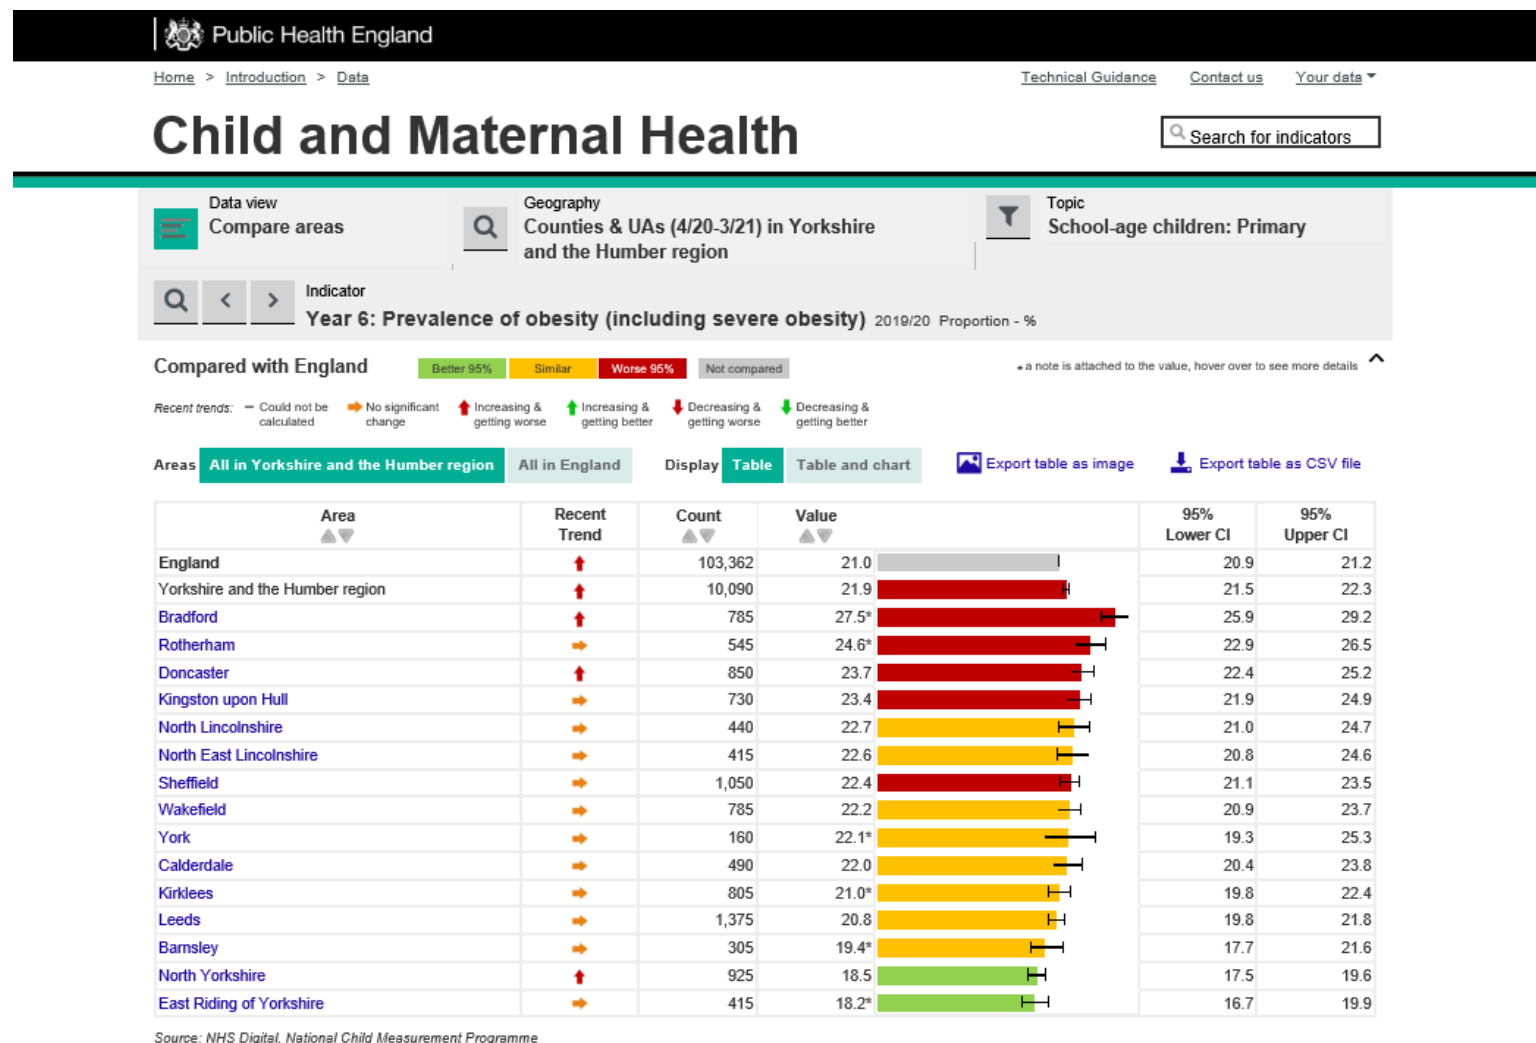 Public Health England
Home > Introduction > Data
Technical Guidance Contact us Your data
Child and Maternal Health
Search for indicators
Data view
Compare areas
Geography
Counties & UAs (4/20-3/21) in Yorkshire
and the Humber region
Topic
School-age children: Primary
Indicator
Year 6: Prevalence of obesity (including severe obesity) 2019/20 Proportion - %
Compared with England Better 95% Similar Worse 95% Not compared
* a note is attached to the value, hover over to see more details
Recent trends: – Could not be calculated
No significant change
Increasing & getting worse
Increasing & getting better
Decreasing & getting worse
Decreasing & getting better
Areas All in Yorkshire and the Humber region All in England Display Table Table and chart Export table as image Export table as CSV file
Area Recent Trend Count Value 95% Lower CI 95% Upper CI
England 103,362 21.0 20.9 21.2
Yorkshire and the Humber region 10,090 21.9 21.5 22.3
Bradford 785 27.5* 25.9 29.2
Rotherham 545 24.6* 22.9 26.5
Doncaster 850 23.7 22.4 25.2
Kingston upon Hull 730 23.4 21.9 24.9
North Lincolnshire 440 22.7 21.0 24.7
North East Lincolnshire 415 22.6 20.8 24.6
Sheffield 1,050 22.4 21.1 23.5
Wakefield 785 22.2 20.9 23.7
York 160 22.1* 19.3 25.3
Calderdale 490 22.0 20.4 23.8
Kirklees 805 21.0* 19.8 22.4
Leeds 1,375 20.8 19.8 21.8
Barnsley 305 19.4* 17.7 21.6
North Yorkshire 925 18.5 17.5 19.6
East Riding of Yorkshire 415 18.2* 16.7 19.9
Source: NHS Digital, National Child Measurement Programme